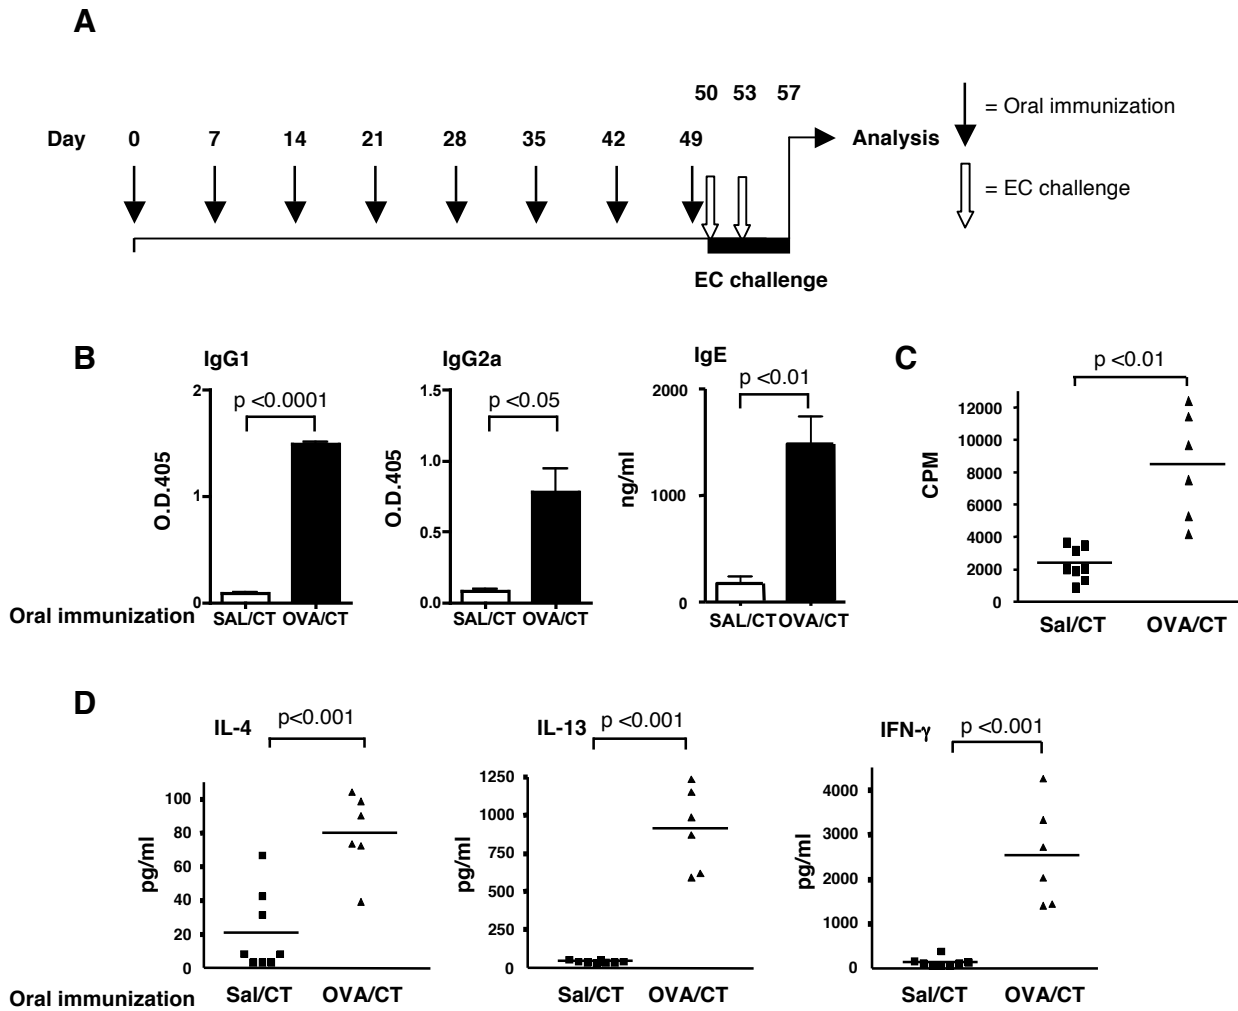 A
50 53 57
= Oral immunization
Day 0 7 14 21 28 35 42 49 Analysis
= EC challenge
EC challenge
B
IgG1
2
1
0
O.D.405
p <0.0001
SAL/CT OVA/CT
IgG2a
1.5
1.0
0.5
0.0
O.D.405
p <0.05
SAL/CT OVA/CT
IgE
2000
1000
0
ng/ml
p <0.01
SAL/CT OVA/CT
Oral immunization
C
p <0.01
12000
10000
8000
6000
4000
2000
0
CPM
Sal/CT OVA/CT
D
IL-4
p<0.001
100
80
60
40
20
0
pg/ml
Sal/CT OVA/CT
IL-13
p <0.001
1250
1000
750
500
250
0
pg/ml
Sal/CT OVA/CT
IFN-γ
p <0.001
4000
3000
2000
1000
0
pg/ml
Sal/CT OVA/CT
Oral immunization